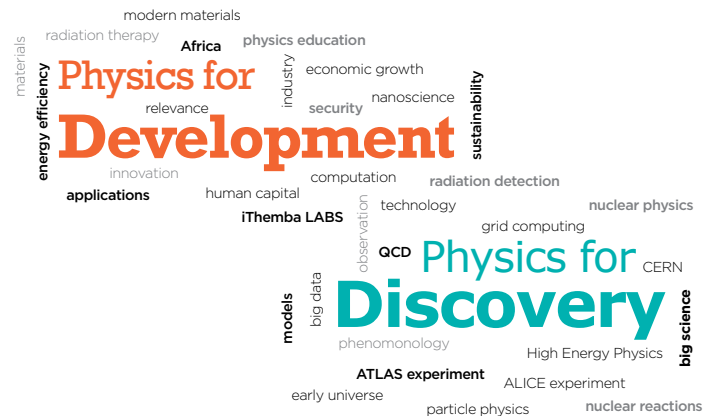 modern materials
radiation therapy
Africa
physics education
materials
energy efficiency
Physics for
industry
economic growth
nanoscience
sustainability
relevance
security
Development
innovation
computation
applications
human capital
radiation detection
iThemba LABS
technology
nuclear physics
observation
grid computing
QCD
Physics for
CERN
models
big data
Discovery
big science
phenomonology
High Energy Physics
ATLAS experiment
ALICE experiment
early universe
particle physics
nuclear reactions